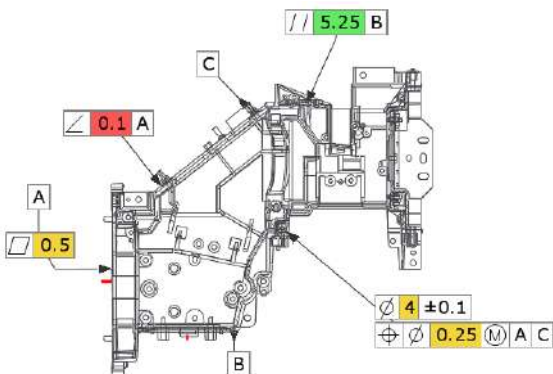 // 5.25 B
C
∠ 0.1 A
A
⏥ 0.5
⌀ 4 ±0.1
⌖ ⌀ 0.25 Ⓜ A C
B